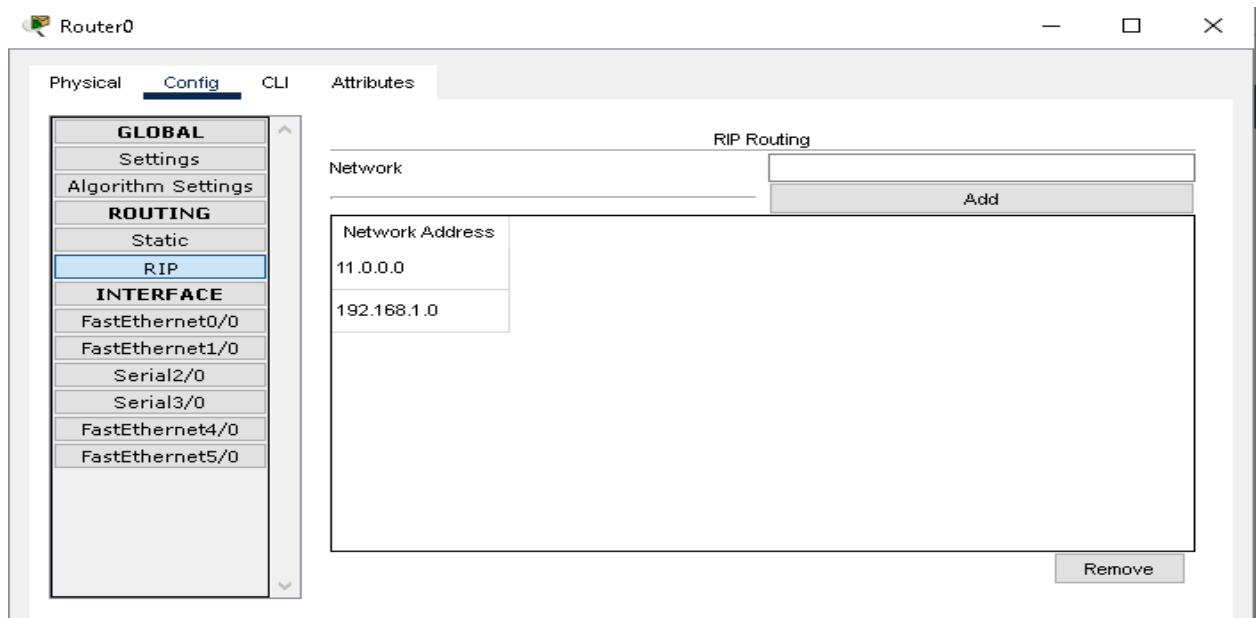 Router0
Physical Config CLI Attributes
GLOBAL
Settings
Algorithm Settings
ROUTING
Static
RIP
INTERFACE
FastEthernet0/0
FastEthernet1/0
Serial2/0
Serial3/0
FastEthernet4/0
FastEthernet5/0
RIP Routing
Network
Add
Network Address
11.0.0.0
192.168.1.0
Remove